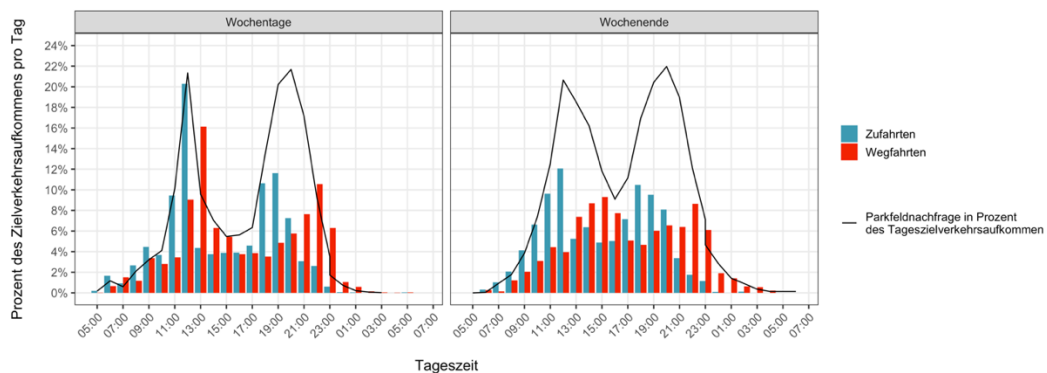 Wochentage
Wochenende
Prozent des Zielverkehrsaufkommens pro Tag
24%
22%
20%
18%
16%
14%
12%
10%
8%
6%
4%
2%
0%
05:00 07:00 09:00 11:00 13:00 15:00 17:00 19:00 21:00 23:00 01:00 03:00 05:00 07:00
05:00 07:00 09:00 11:00 13:00 15:00 17:00 19:00 21:00 23:00 01:00 03:00 05:00 07:00
Tageszeit
Zufahrten
Wegfahrten
Parkfeldnachfrage in Prozent
des Tageszielverkehrsaufkommen